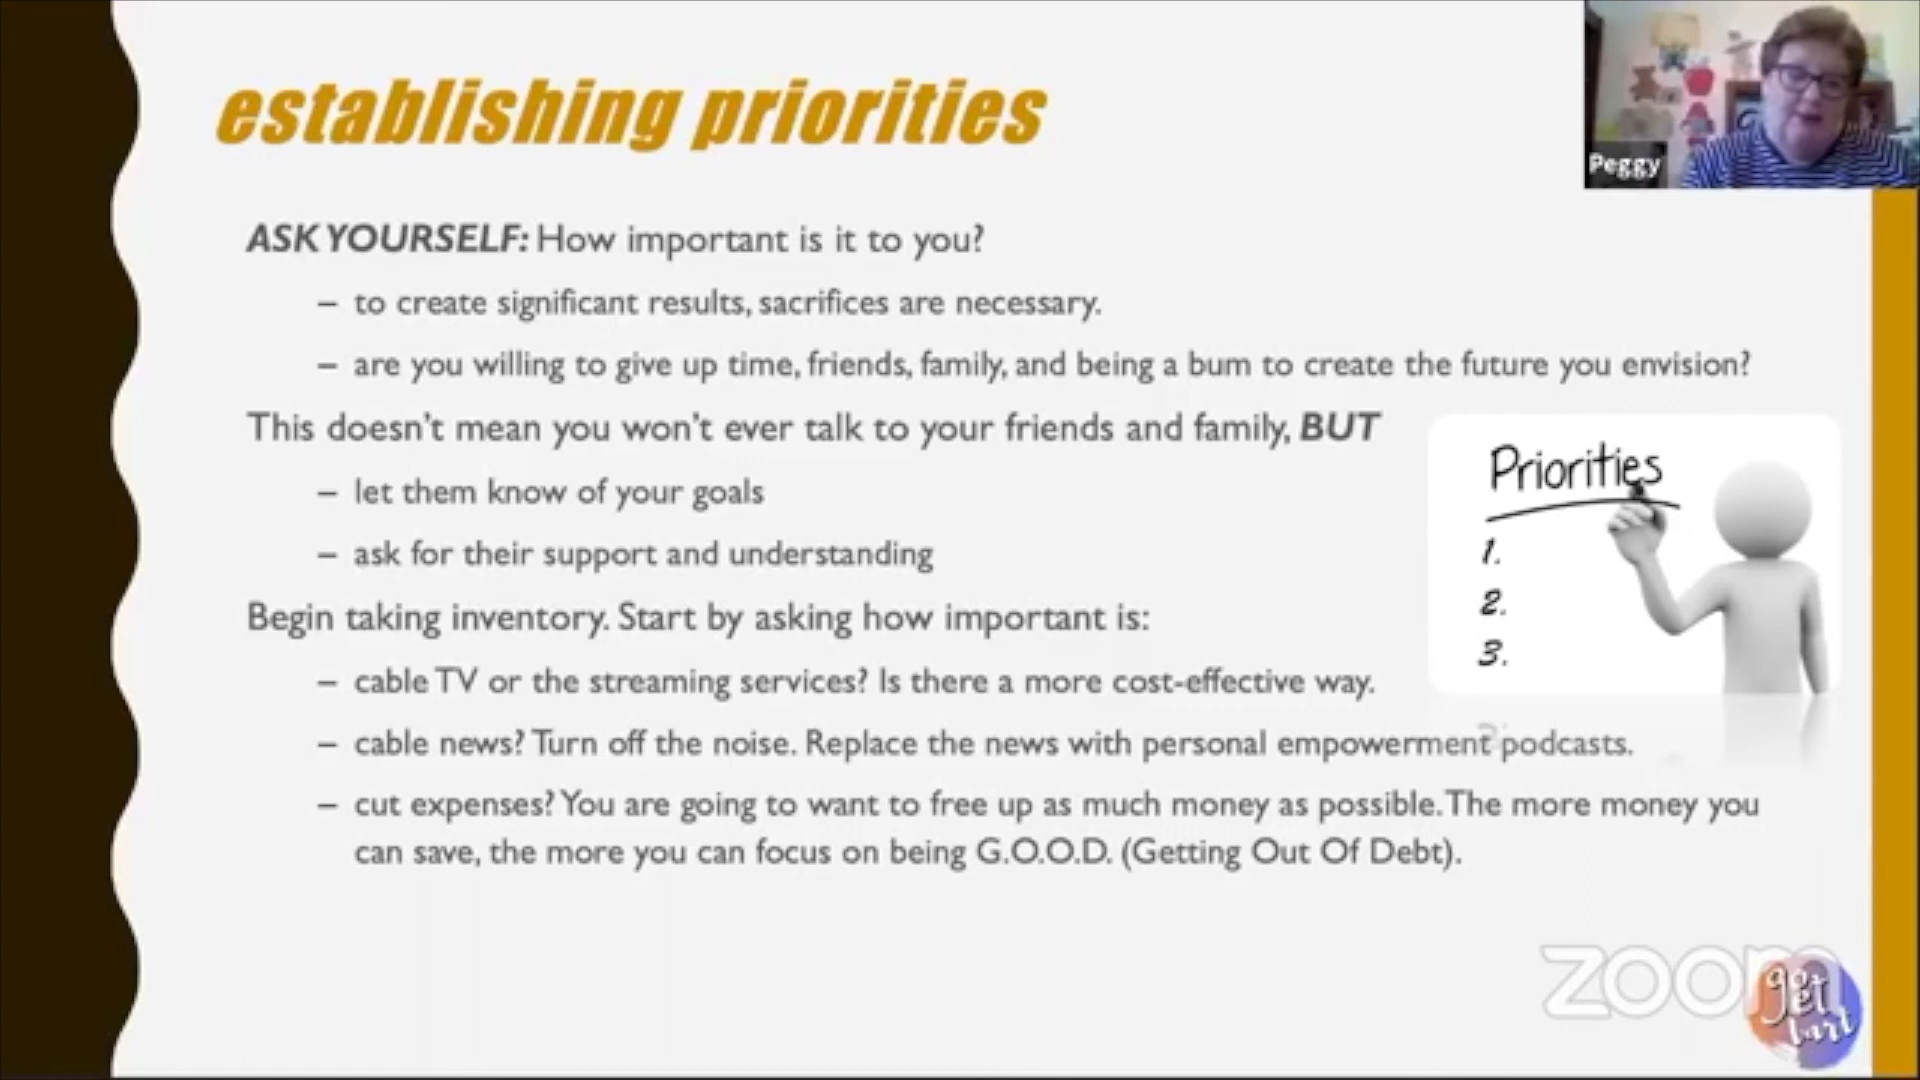 establishing priorities
Peggy
ASK YOURSELF: How important is it to you?
– to create significant results, sacrifices are necessary.
– are you willing to give up time, friends, family, and being a bum to create the future you envision?
This doesn't mean you won't ever talk to your friends and family, BUT
– let them know of your goals
– ask for their support and understanding
Priorities
1.
2.
3.
Begin taking inventory. Start by asking how important is:
– cable TV or the streaming services? Is there a more cost-effective way.
– cable news? Turn off the noise. Replace the news with personal empowerment podcasts.
– cut expenses? You are going to want to free up as much money as possible. The more money you
can save, the more you can focus on being G.O.O.D. (Getting Out Of Debt).
zoom
go